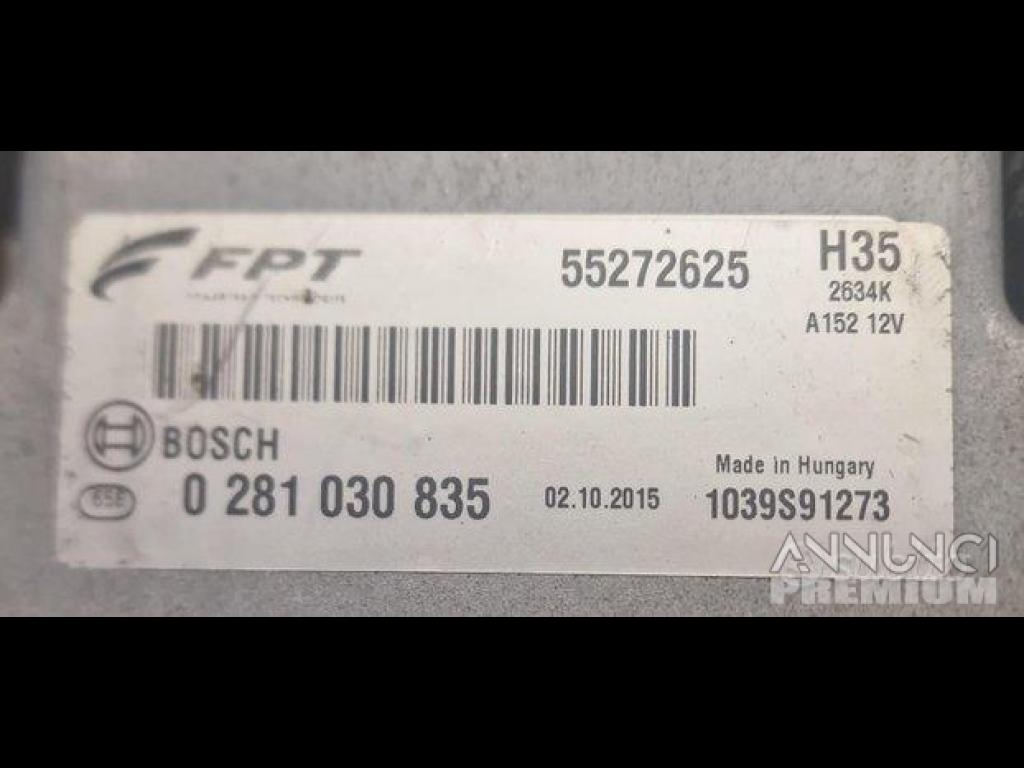 FPT
55272625
H35
2634K
A152 12V
BOSCH
0 281 030 835
02.10.2015
Made in Hungary
1039S91273
ANNUNCI
PREMIUM